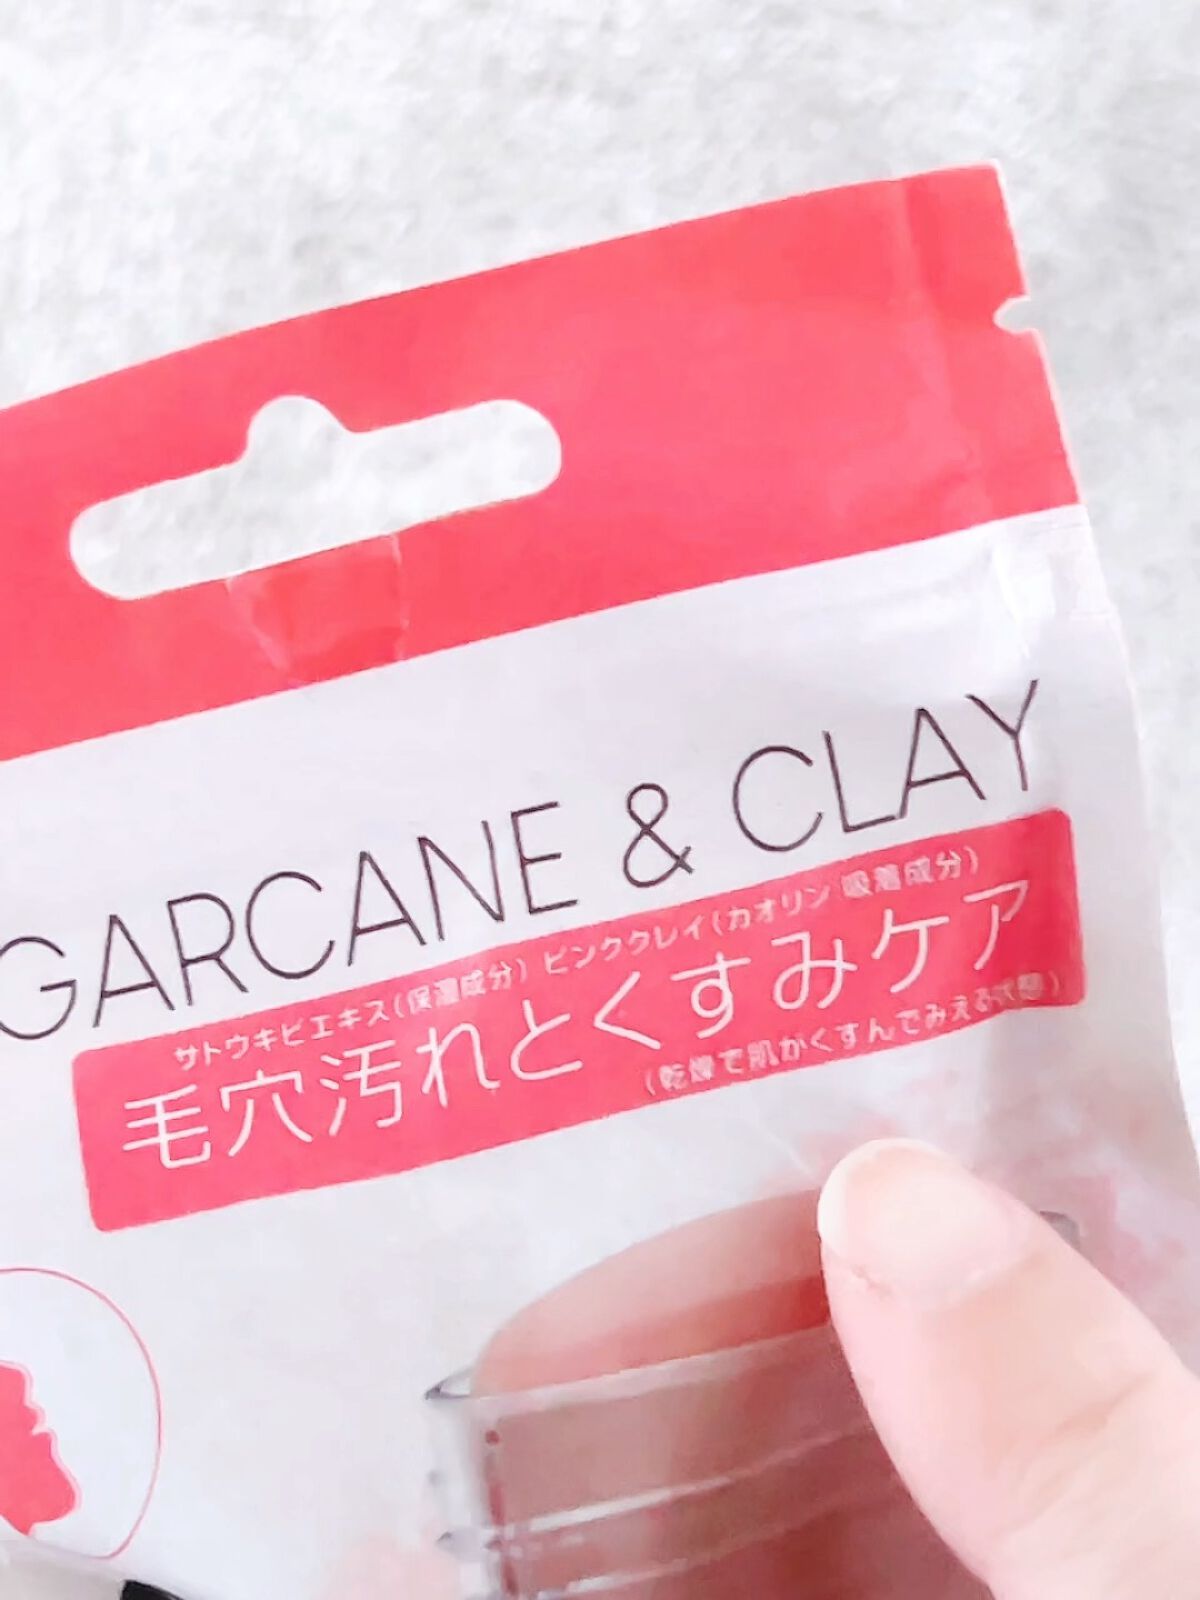 GARCANE & CLAY
サトウキビエキス(保湿成分) ピンククレイ(カオリン 吸着成分)
毛穴汚れとくすみケア
(乾燥で肌がくすんでみえる状態)